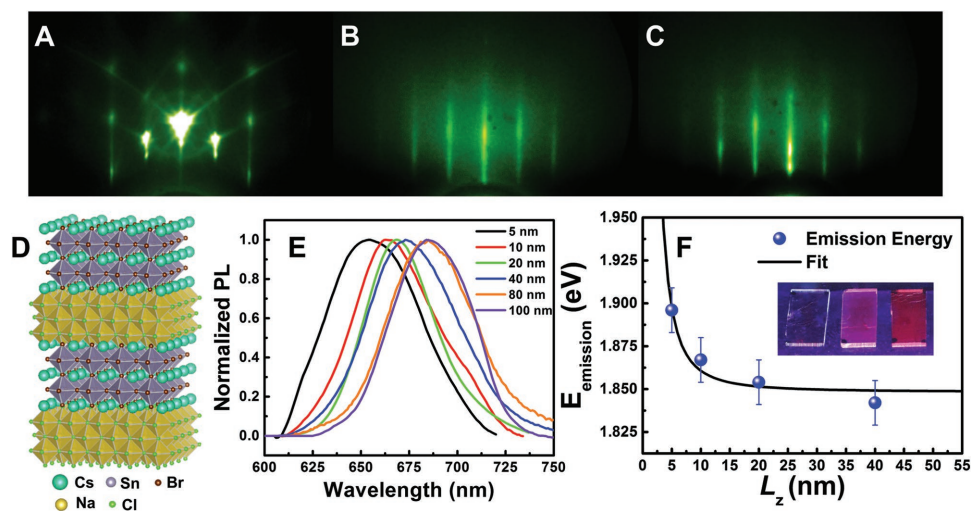 A
B
C
D
Cs
Sn
Br
Na
Cl
E
Normalized PL
1.0
0.8
0.6
0.4
0.2
0.0
5 nm
10 nm
20 nm
40 nm
80 nm
100 nm
600
625
650
675
700
725
750
Wavelength (nm)
F
E emission (eV)
1.950
1.925
1.900
1.875
1.850
1.825
Emission Energy
Fit
0 5 10 15 20 25 30 35 40 45 50 55
Lz (nm)